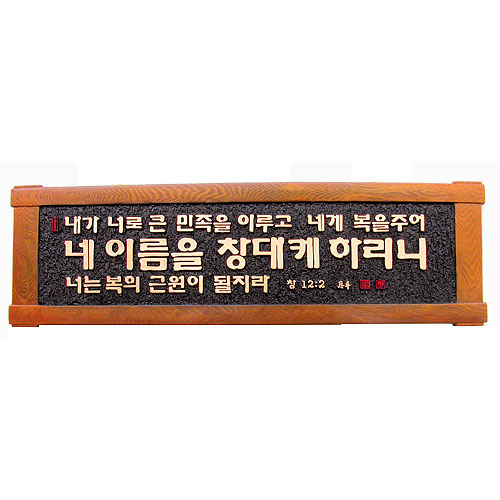 내가 너로 큰 민족을 이루고 네게 복을주어
네 이름을 창대케 하리니
너는 복의 근원이 될지라 창 12:2